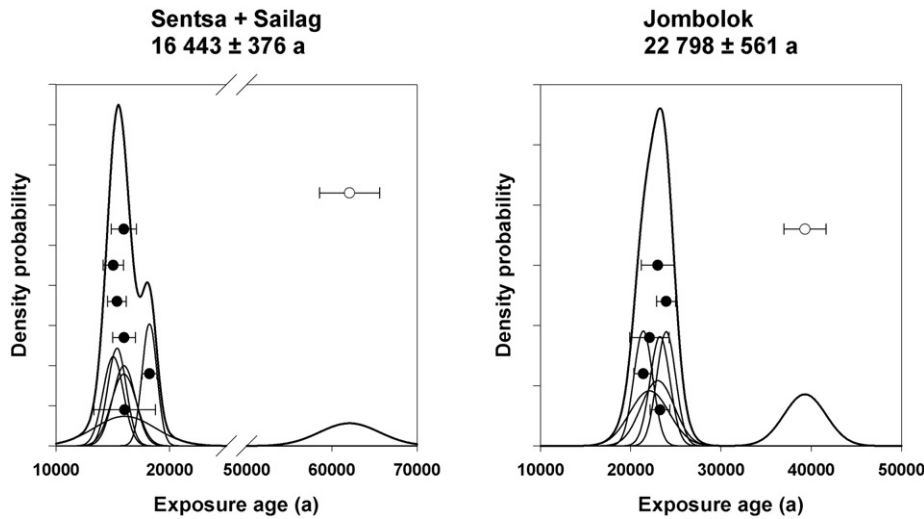 Sentsa + Sailag
16 443 ± 376 a
Density probability
10000 20000 50000 60000 70000
Exposure age (a)
Jombolok
22 798 ± 561 a
Density probability
10000 20000 30000 40000 50000
Exposure age (a)